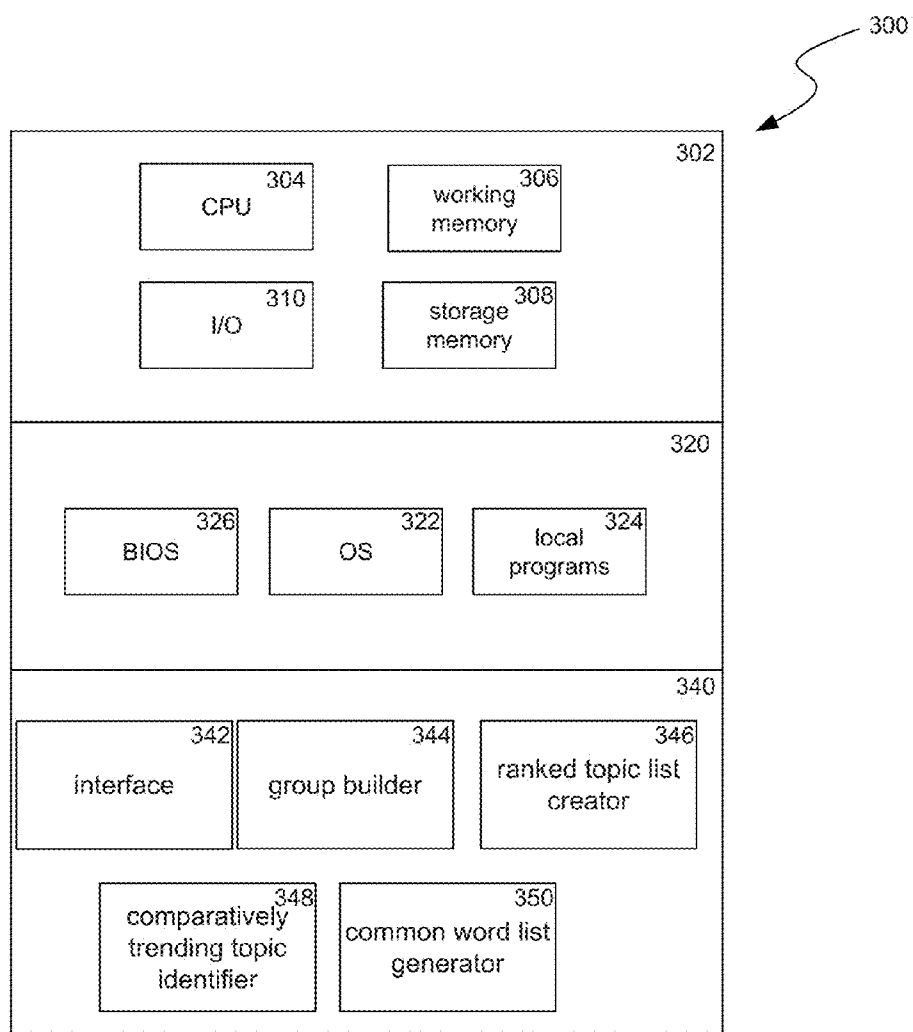 300
302
304
CPU
306
working
memory
310
I/O
308
storage
memory
320
326
BIOS
322
OS
324
local
programs
340
342
interface
344
group builder
346
ranked topic list
creator
348
comparatively
trending topic
identifier
350
common word list
generator